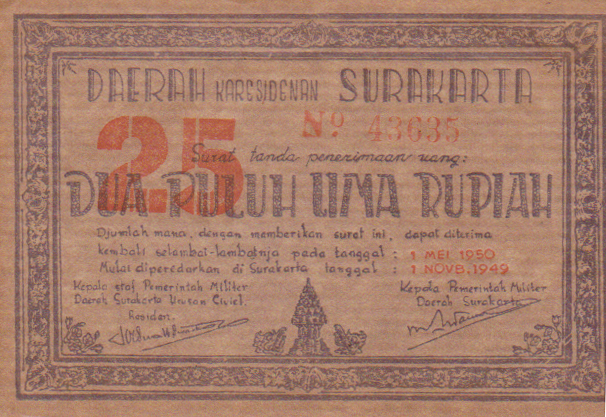 DAERAH KARESIDENAN SURAKARTA
25
Nº 43635
Surat tanda penerimaan uang:
DUA PULUH LIMA RUPIAH
Djumlah mana, dengan memberikan surat ini, dapat diterima
kembali selambat-lambatnja pada tanggal : 1 MEI 1950
Mulai diperedarkan di Surakarta tanggal : 1 NOVB. 1949
Kepala staf Pemerintah Militer
Daerah Surakarta Urusan Civiel.
Residen.
Kepala Pemerintah Militer
Daerah Surakarta